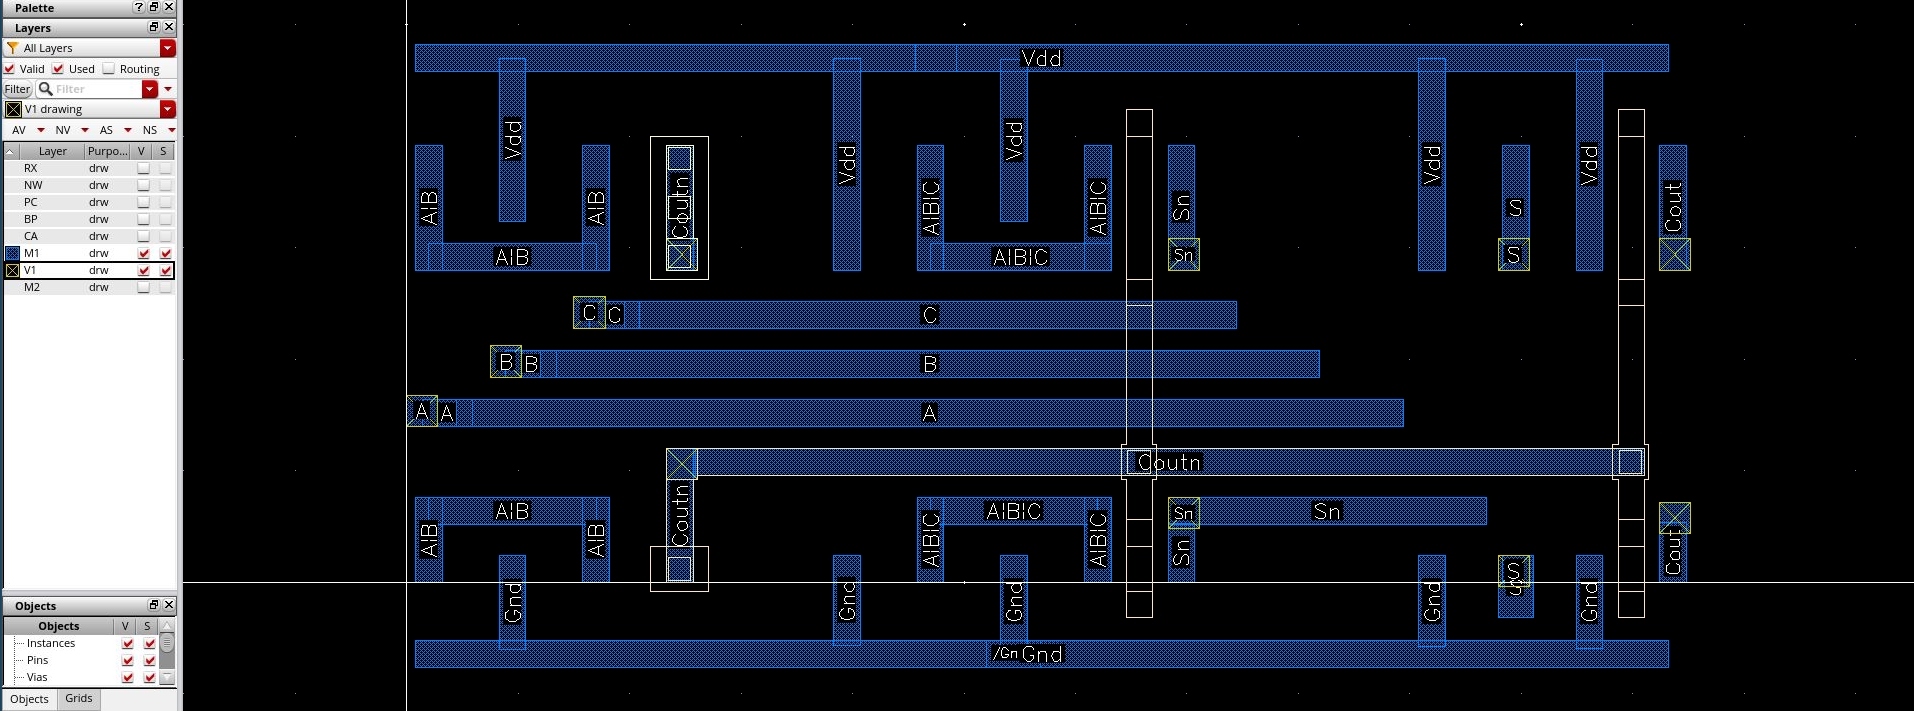 Palette
Layers
All Layers
Valid Used Routing
Filter Filter
V1 drawing
AV NV AS NS
Layer Purpo... V S
RX drw
NW drw
PC drw
BP drw
CA drw
M1 drw
V1 drw
M2 drw
Objects
Objects V S
Instances
Pins
Vias
Objects Grids
Vdd
Vdd
Vdd
Vdd
Vdd
Vdd
AIB
AIB
Coutn
AIBIC
AIBIC
Sn
S
Cout
AIB
AIBIC
Sn
S
C C C
B B B
A A A
Coutn
AIB
AIBIC
Sn
Sn
AIB
AIB
Coutn
AIBIC
AIBIC
Sn
S
S
Cout
Gnd
Gnd
Gnd
Gnd
Gnd
/Gn Gnd